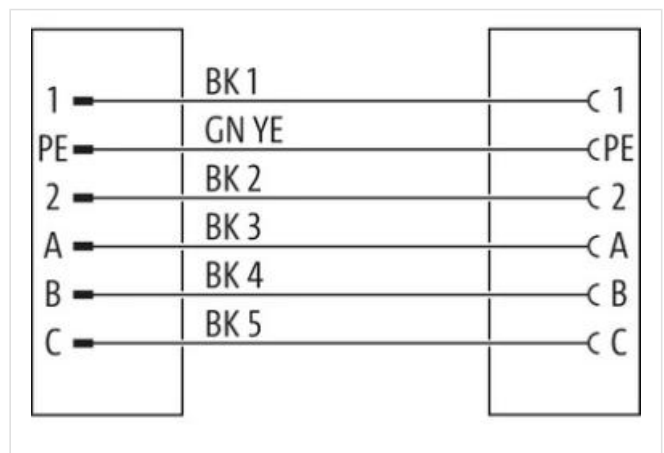 1 BK 1 1
PE GN YE PE
2 BK 2 2
A BK 3 A
B BK 4 B
C BK 5 C